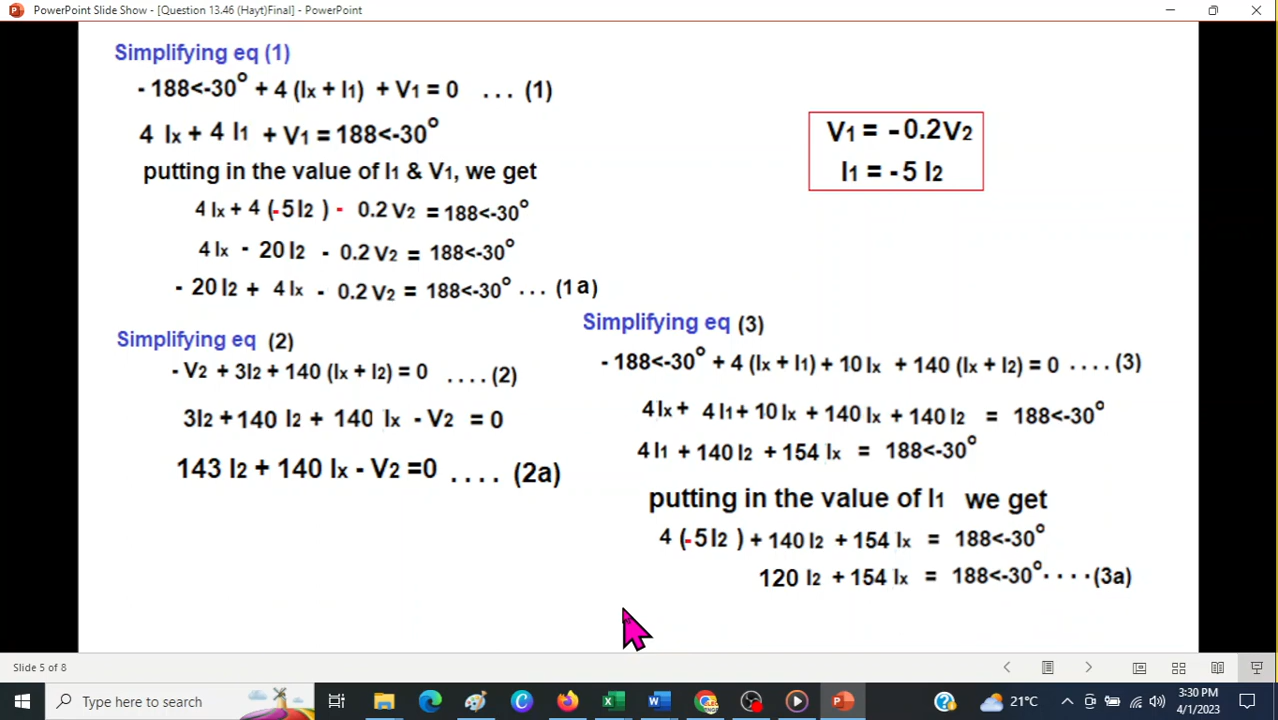 PowerPoint Slide Show - [Question 13.46 (Hayt)Final] - PowerPoint
Simplifying eq (1)
- 188<-30° + 4 (Ix + I1) + V1 = 0 ... (1)
4 Ix + 4 I1 + V1 = 188<-30°
putting in the value of I1 & V1, we get
4 Ix + 4 (-5I2 ) - 0.2 V2 = 188<-30°
4 Ix - 20 I2 - 0.2 V2 = 188<-30°
- 20 I2 + 4 Ix - 0.2 V2 = 188<-30° ... (1a)
V1 = - 0.2V2
I1 = - 5 I2
Simplifying eq (2)
- V2 + 3I2 + 140 (Ix + I2) = 0 ....(2)
3I2 + 140 I2 + 140 Ix - V2 = 0
143 I2 + 140 Ix - V2 =0 .... (2a)
Simplifying eq (3)
- 188<-30° + 4 (Ix + I1) + 10 Ix + 140 (Ix + I2) = 0 ....(3)
4 Ix + 4 I1 + 10 Ix + 140 Ix + 140 I2 = 188<-30°
4 I1 + 140 I2 + 154 Ix = 188<-30°
putting in the value of I1 we get
4 (-5 I2 ) + 140 I2 + 154 Ix = 188<-30°
120 I2 + 154 Ix = 188<-30° ....(3a)
Slide 5 of 8
Type here to search
21°C
3:30 PM
4/1/2023